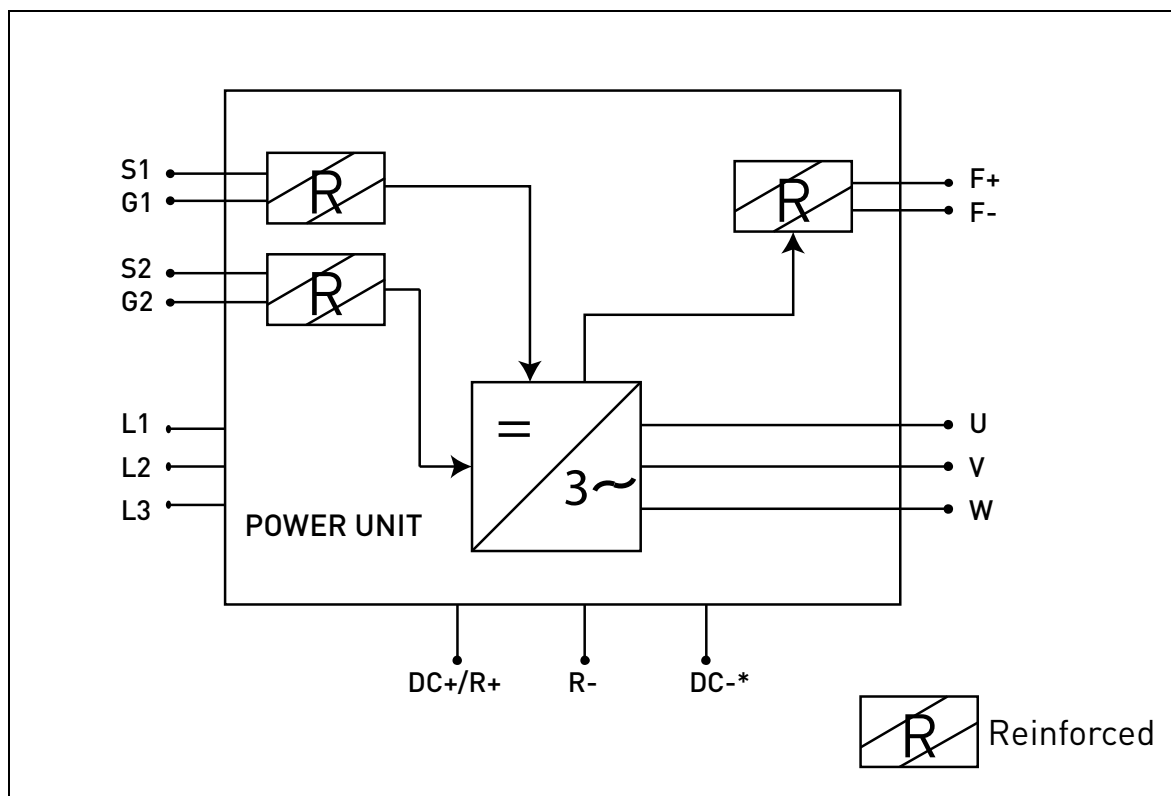 S1
G1
R
S2
G2
R
R
F+
F-
L1
L2
L3
POWER UNIT
=
3~
U
V
W
DC+/R+
R-
DC-*
R
Reinforced